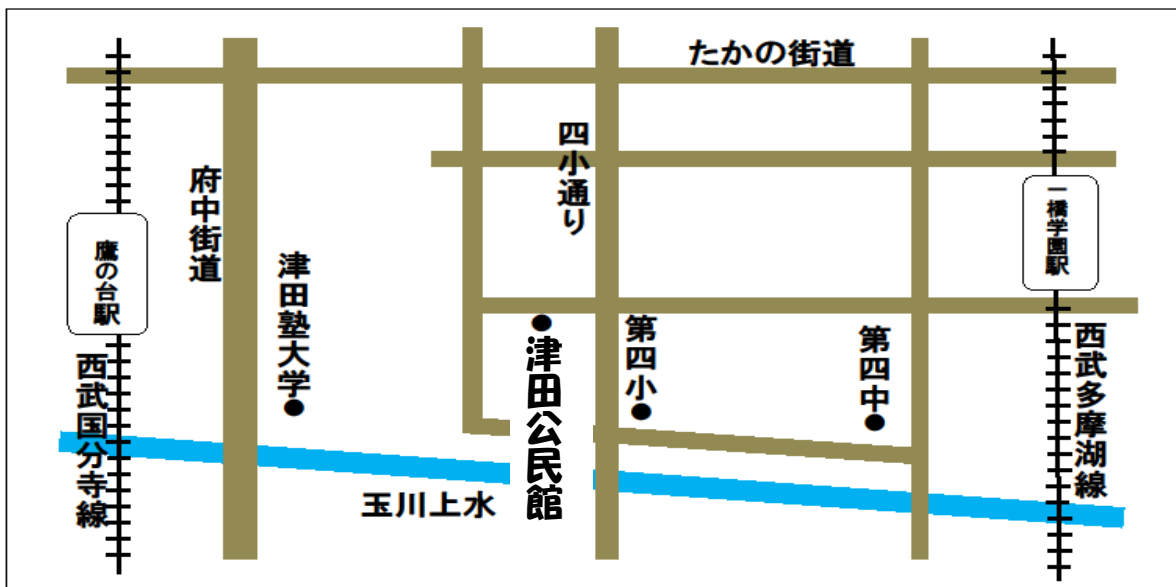 たかの街道
四小通り
府中街道
一橋学園駅
鷹の台駅
津田塾大学
津田公民館
第四小
第四中
西武国分寺線
西武多摩湖線
玉川上水